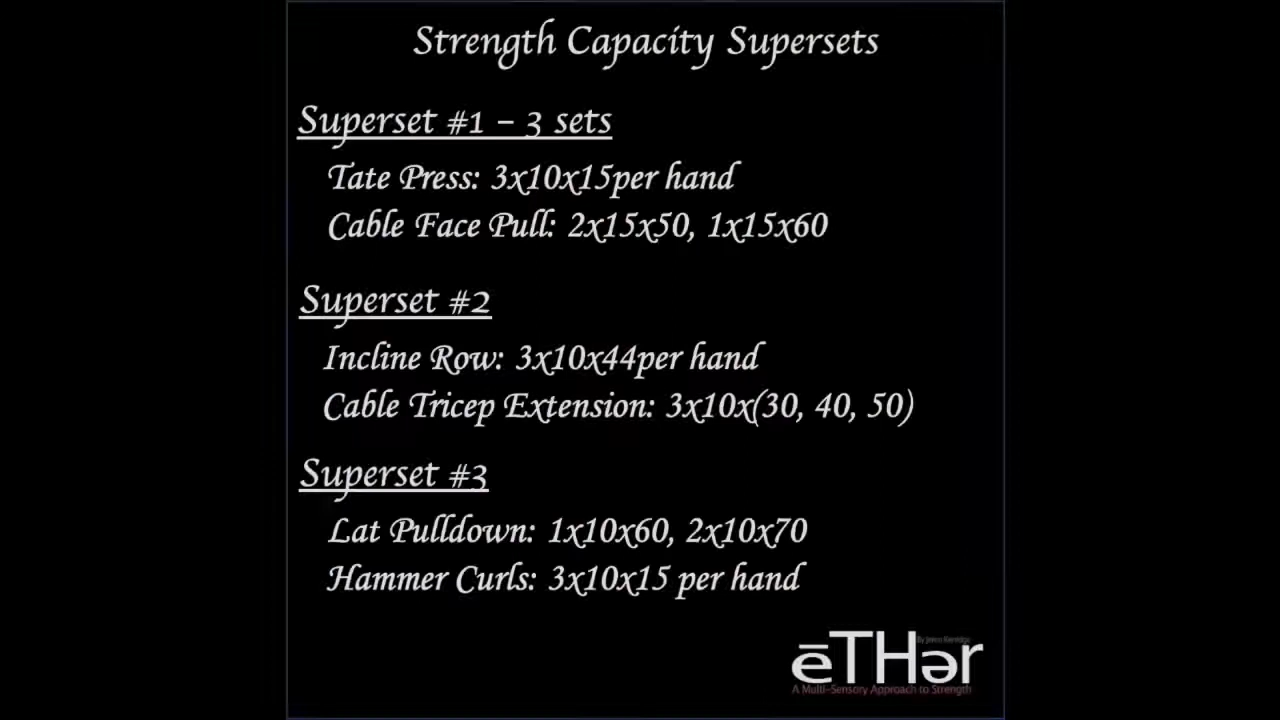 Strength Capacity Supersets
Superset #1 – 3 sets
Tate Press: 3x10x15per hand
Cable Face Pull: 2x15x50, 1x15x60
Superset #2
Incline Row: 3x10x44per hand
Cable Tricep Extension: 3x10x(30, 40, 50)
Superset #3
Lat Pulldown: 1x10x60, 2x10x70
Hammer Curls: 3x10x15 per hand
ēTHər
A Multi-Sensory Approach to Strength